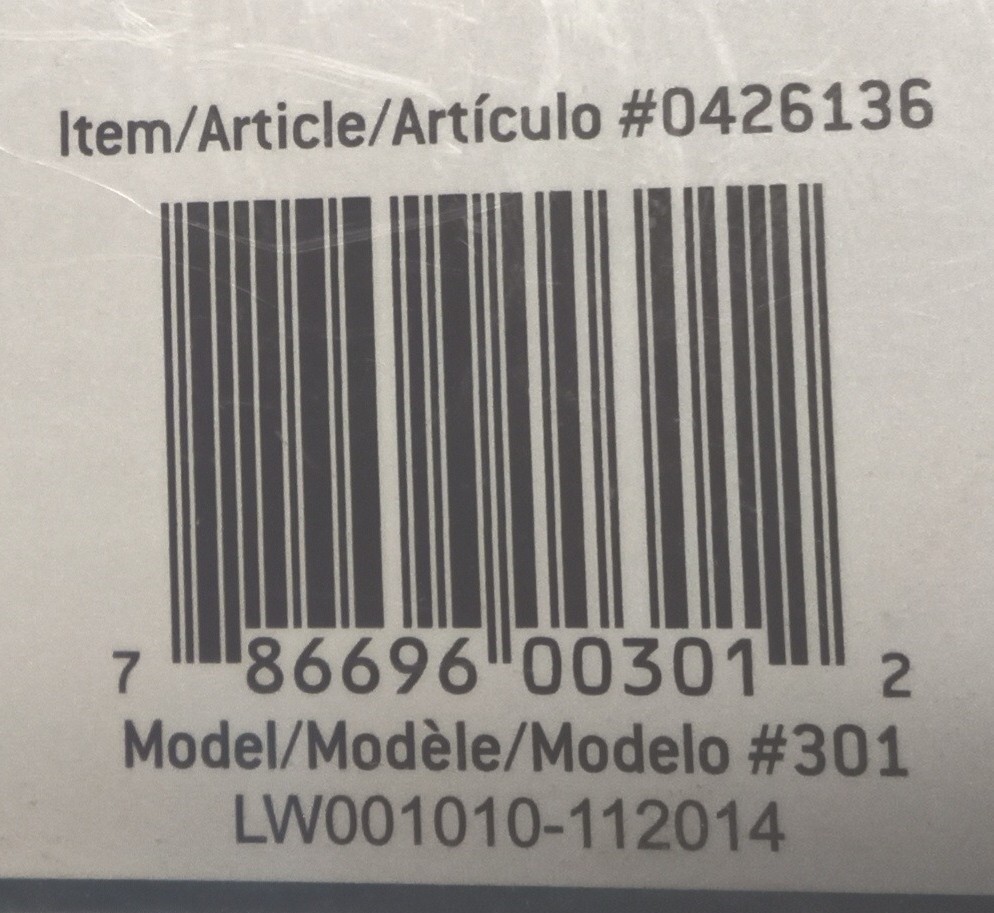 Item/Article/Artículo #0426136
7 86696 00301 2
Model/Modèle/Modelo #301
LW001010-112014